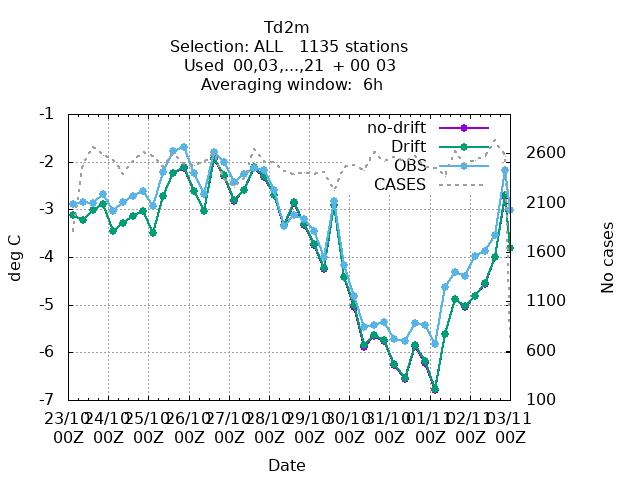 Td2m
Selection: ALL   1135 stations
Used  00,03,...,21  + 00 03
Averaging window:  6h
no-drift
Drift
OBS
CASES
-1
-2
-3
-4
-5
-6
-7
2600
2100
1600
1100
600
100
deg C
No cases
23/10 24/10 25/10 26/10 27/10 28/10 29/10 30/10 31/10 01/11 02/11 03/11
00Z 00Z 00Z 00Z 00Z 00Z 00Z 00Z 00Z 00Z 00Z 00Z
Date